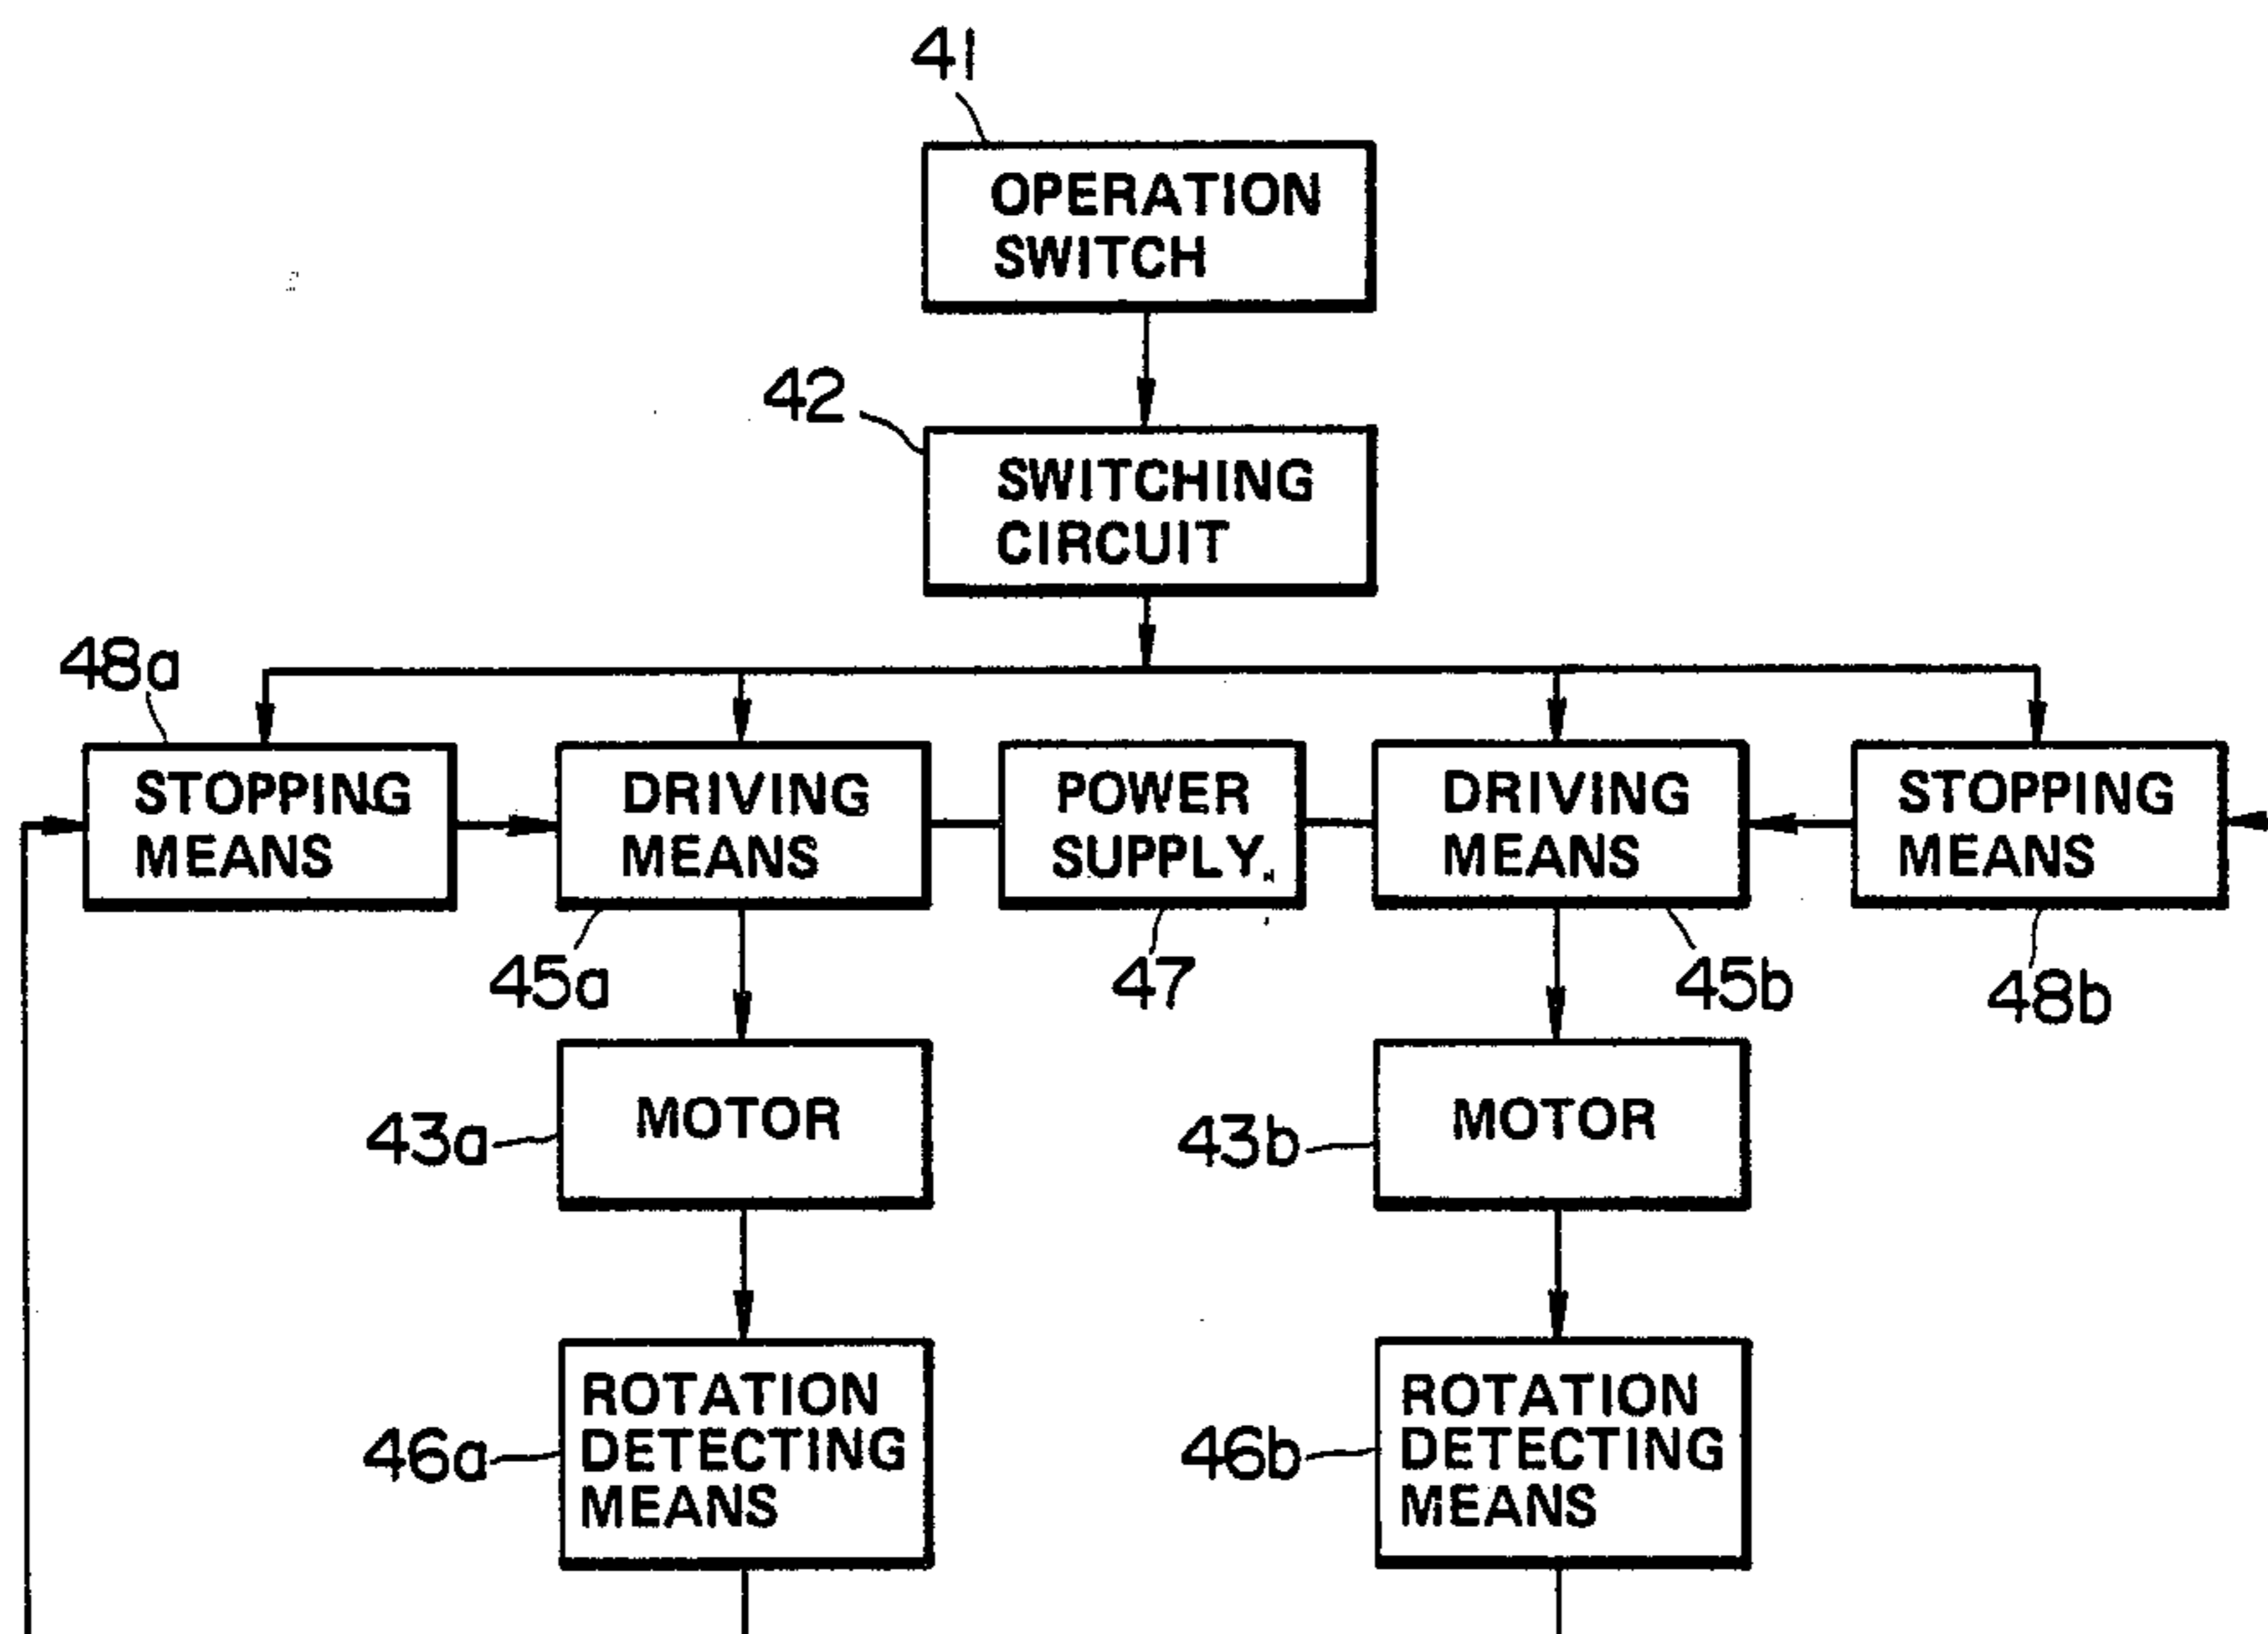 41
OPERATION
SWITCH
42
SWITCHING
CIRCUIT
48a
STOPPING
MEANS
DRIVING
MEANS
POWER
SUPPLY
DRIVING
MEANS
STOPPING
MEANS
45a
47
45b
48b
43a
MOTOR
43b
MOTOR
46a
ROTATION
DETECTING
MEANS
46b
ROTATION
DETECTING
MEANS